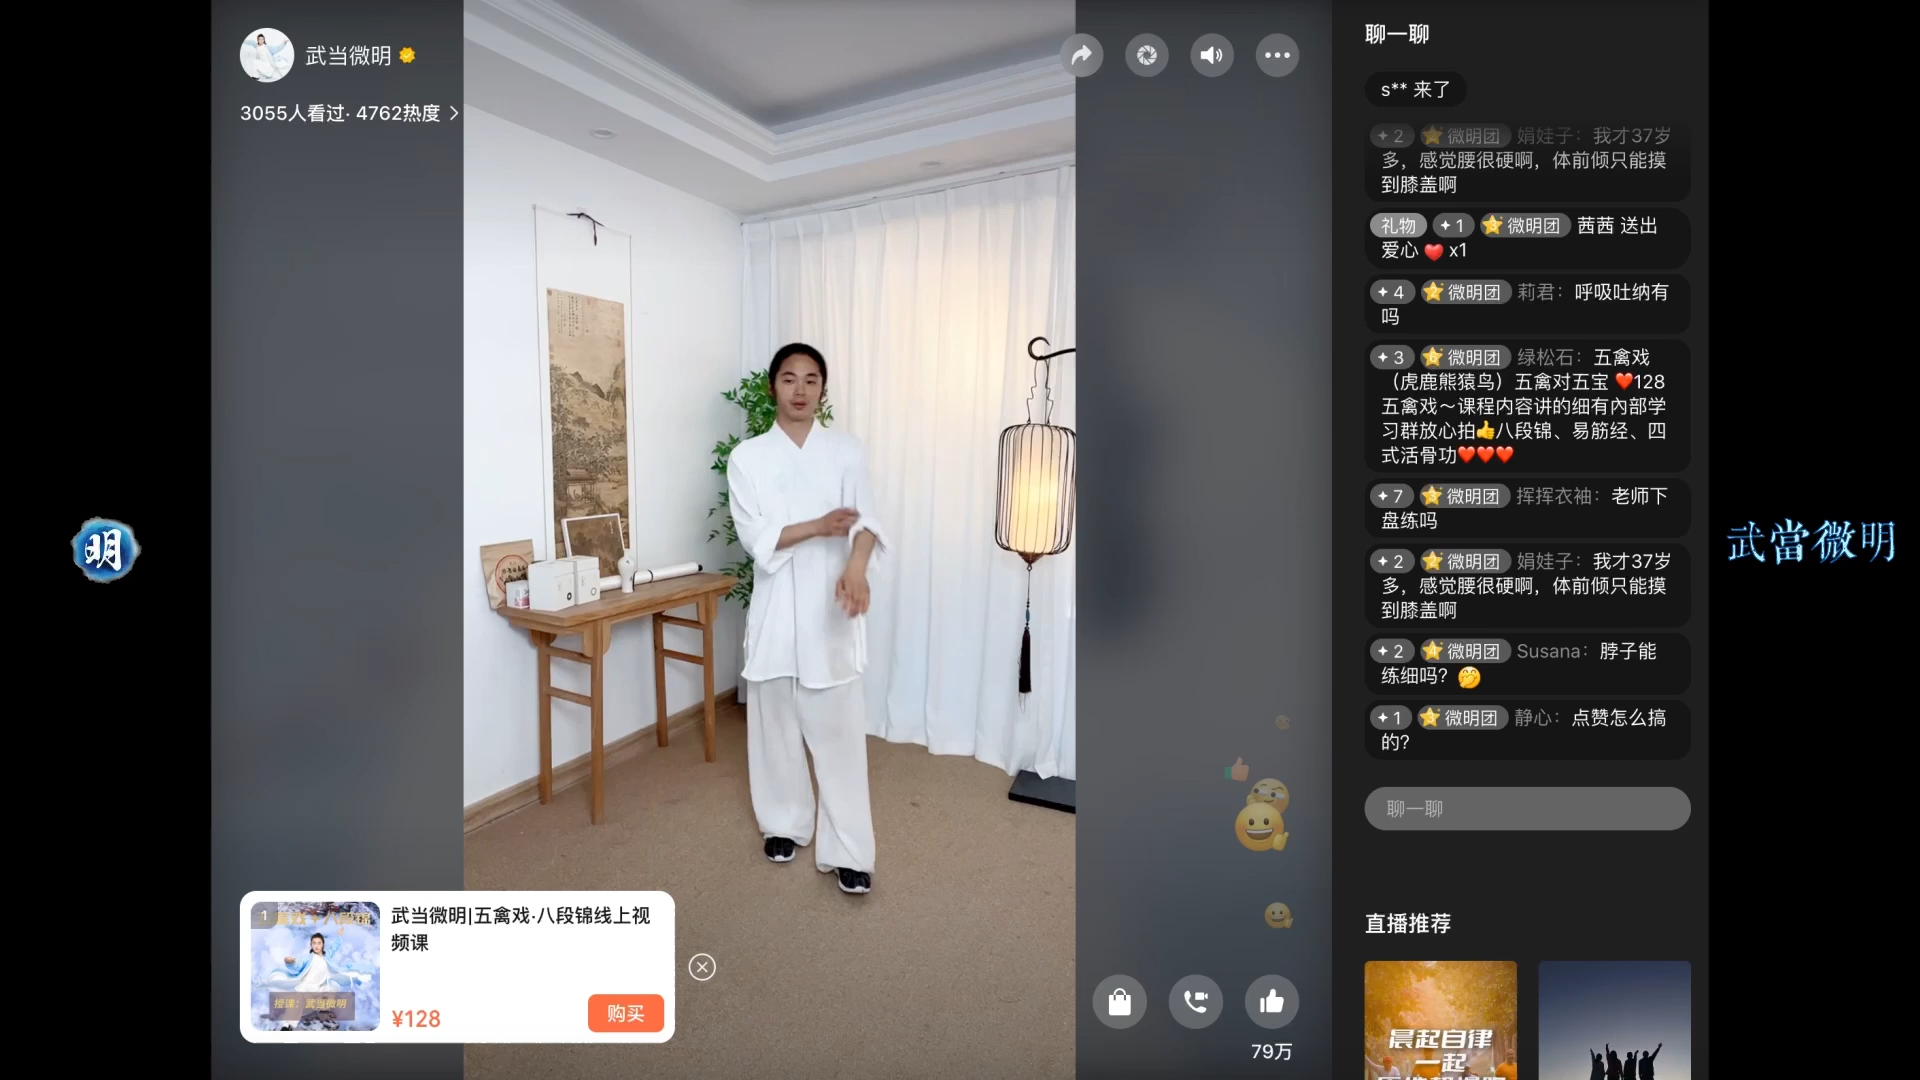 武当微明
3055人看过· 4762热度
聊一聊
s** 来了
2 微明团 娟娃子：我才37岁
多，感觉腰很硬啊，体前倾只能摸
到膝盖啊
礼物 1 微明团 茜茜 送出
爱心 ❤️ x1
4 微明团 莉君：呼吸吐纳有
吗
3 微明团 绿松石：五禽戏
（虎鹿熊猿鸟）五禽对五宝 ❤️128
五禽戏～课程内容讲的细有內部学
习群放心拍👍八段锦、易筋经、四
式活骨功❤️❤️❤️
7 微明团 挥挥衣袖：老师下
盘练吗
2 微明团 娟娃子：我才37岁
多，感觉腰很硬啊，体前倾只能摸
到膝盖啊
2 微明团 Susana：脖子能
练细吗？🤭
1 微明团 静心：点赞怎么搞
的？
聊一聊
明
武當微明
1
授课：武当微明
武当微明|五禽戏·八段锦线上视
频课
¥128
购买
79万
直播推荐
晨起自律
一起